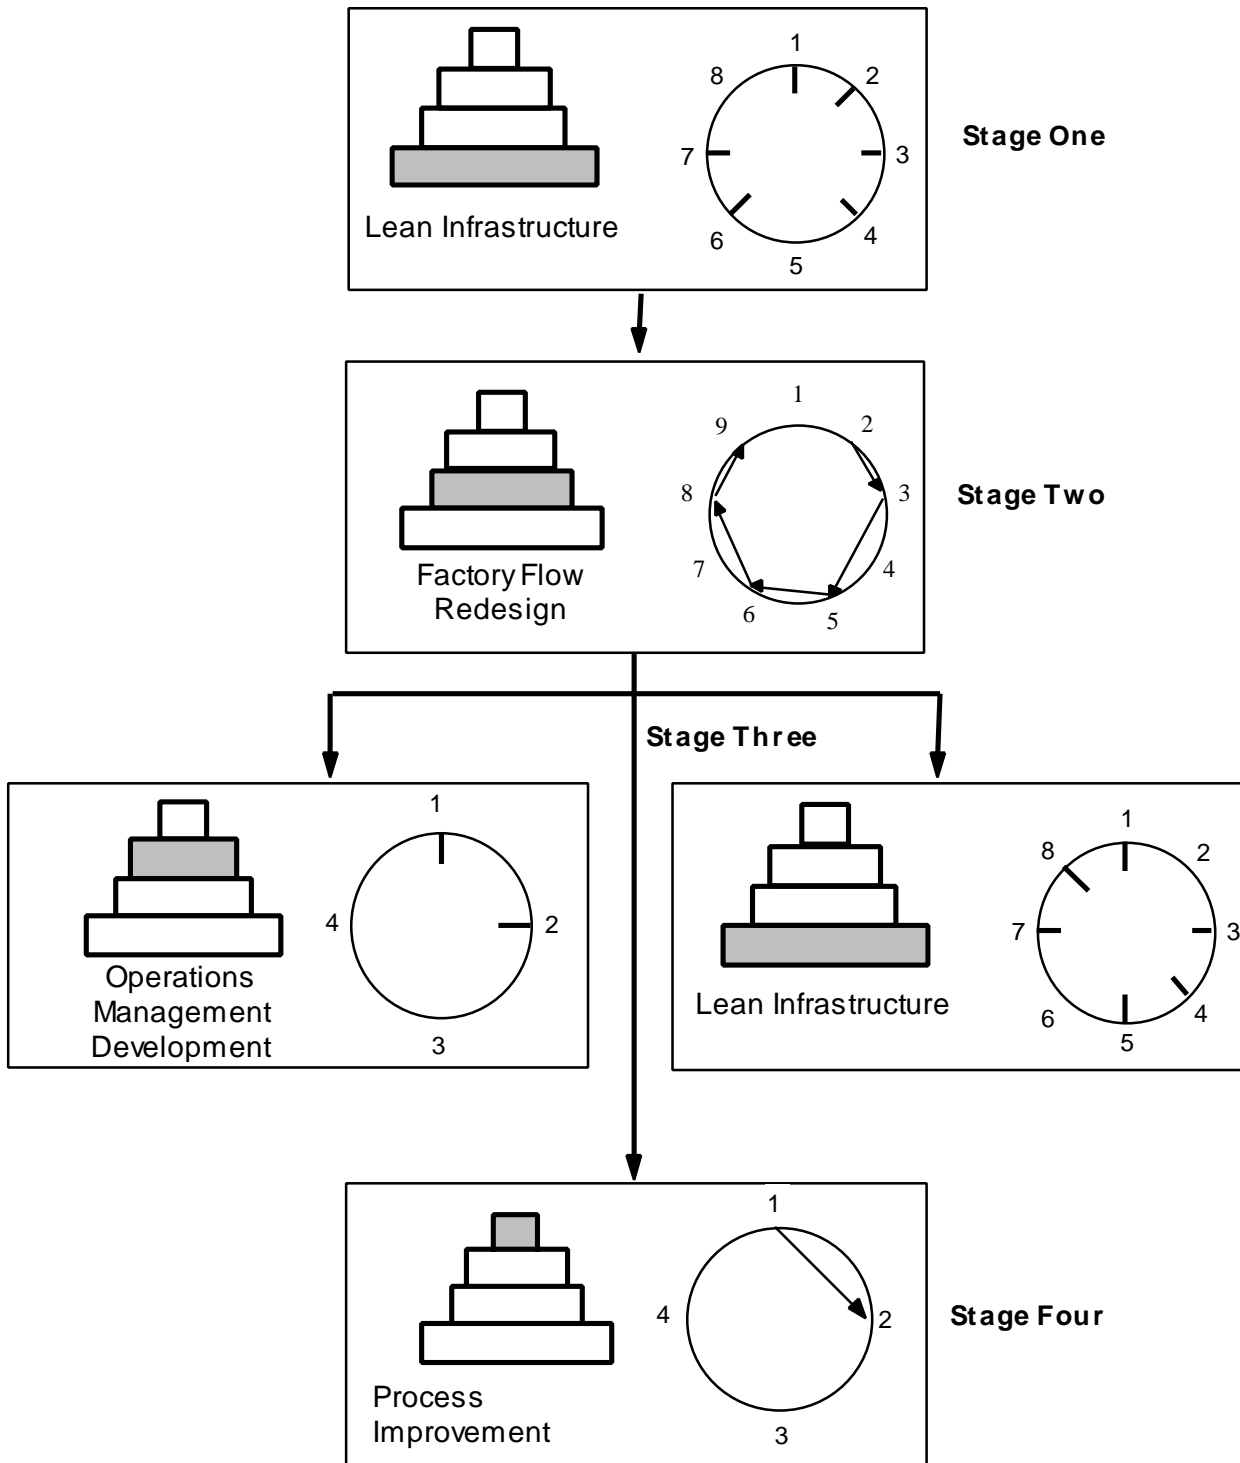 1
8
2
7
3
6
4
5
Lean Infrastructure
Stage One
1
9
2
8
3
7
4
6
5
Factory Flow
Redesign
Stage Two
Stage Three
1
4
2
3
Operations
Management
Development
1
8
2
7
3
6
4
5
Lean Infrastructure
1
4
2
3
Process
Improvement
Stage Four